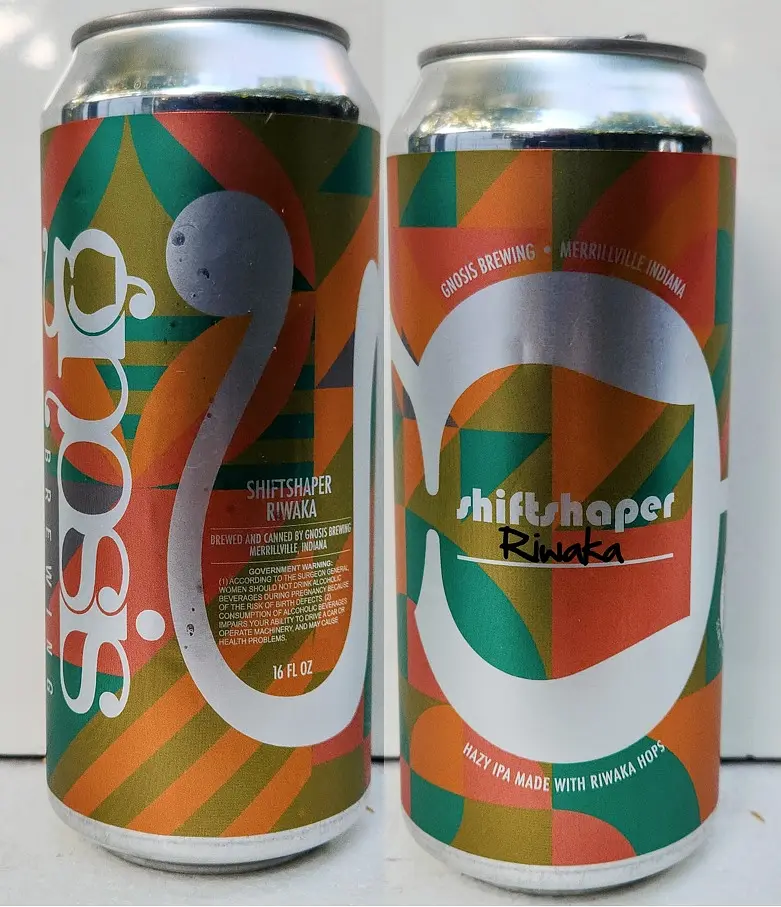 gnosis
BREWING
SHIFTSHAPER
RIWAKA
BREWED AND CANNED BY GNOSIS BREWING
MERRILLVILLE, INDIANA
GOVERNMENT WARNING:
(1) ACCORDING TO THE SURGEON GENERAL,
WOMEN SHOULD NOT DRINK ALCOHOLIC
BEVERAGES DURING PREGNANCY BECAUSE
OF THE RISK OF BIRTH DEFECTS. (2)
CONSUMPTION OF ALCOHOLIC BEVERAGES
IMPAIRS YOUR ABILITY TO DRIVE A CAR OR
OPERATE MACHINERY, AND MAY CAUSE
HEALTH PROBLEMS.
16 FL OZ
GNOSIS BREWING • MERRILLVILLE INDIANA
shiftshaper
Riwaka
HAZY IPA MADE WITH RIWAKA HOPS